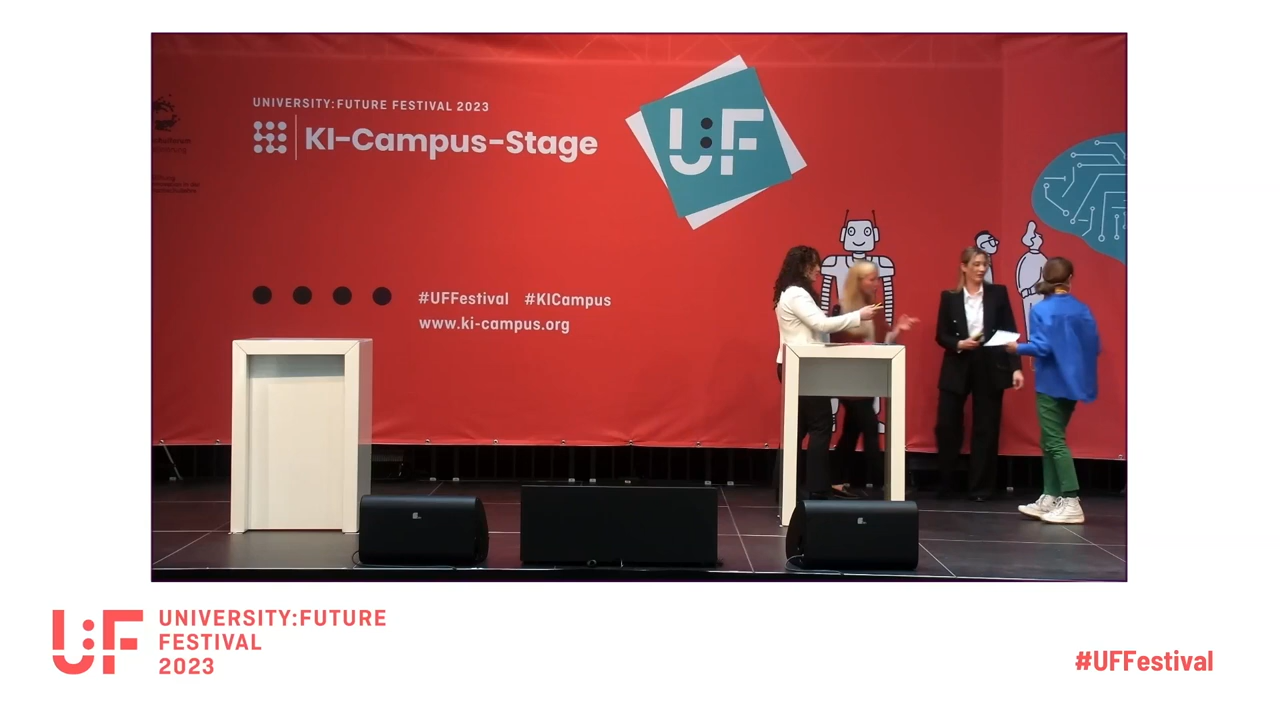 UNIVERSITY:FUTURE FESTIVAL 2023
KI-Campus-Stage
U:F
#UFFestival #KICampus
www.ki-campus.org
U:F
UNIVERSITY:FUTURE
FESTIVAL
2023
#UFFestival